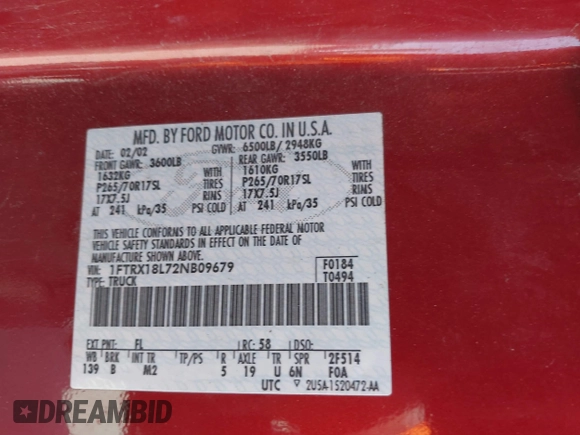 MFD. BY FORD MOTOR CO. IN U.S.A.
DATE: 02/02 GVWR: 6500LB/ 2948KG
FRONT GAWR: 3600LB REAR GAWR: 3550LB
1632KG WITH 1610KG WITH
P265/70R17SL TIRES P265/70R17SL TIRES
17X7.5J RINS 17X7.5J RINS
AT 241 kPa/35 PSI COLD AT 241 kPa/35 PSI COLD
THIS VEHICLE CONFORMS TO ALL APPLICABLE FEDERAL MOTOR
VEHICLE SAFETY STANDARDS IN EFFECT ON THE DATE OF
MANUFACTURE SHOWN ABOVE.
VIN: 1FTRX18L72NB09679 F0184
TYPE: TRUCK T0494
EXT PNT: FL RC: 58 DSO:
WB BRK INT TR TP/PS R AXLE TR SPR 2F514
139 B M2 5 19 U 6N F0A
UTC ▽ 2U5A-1520472-AA
DREAMBID